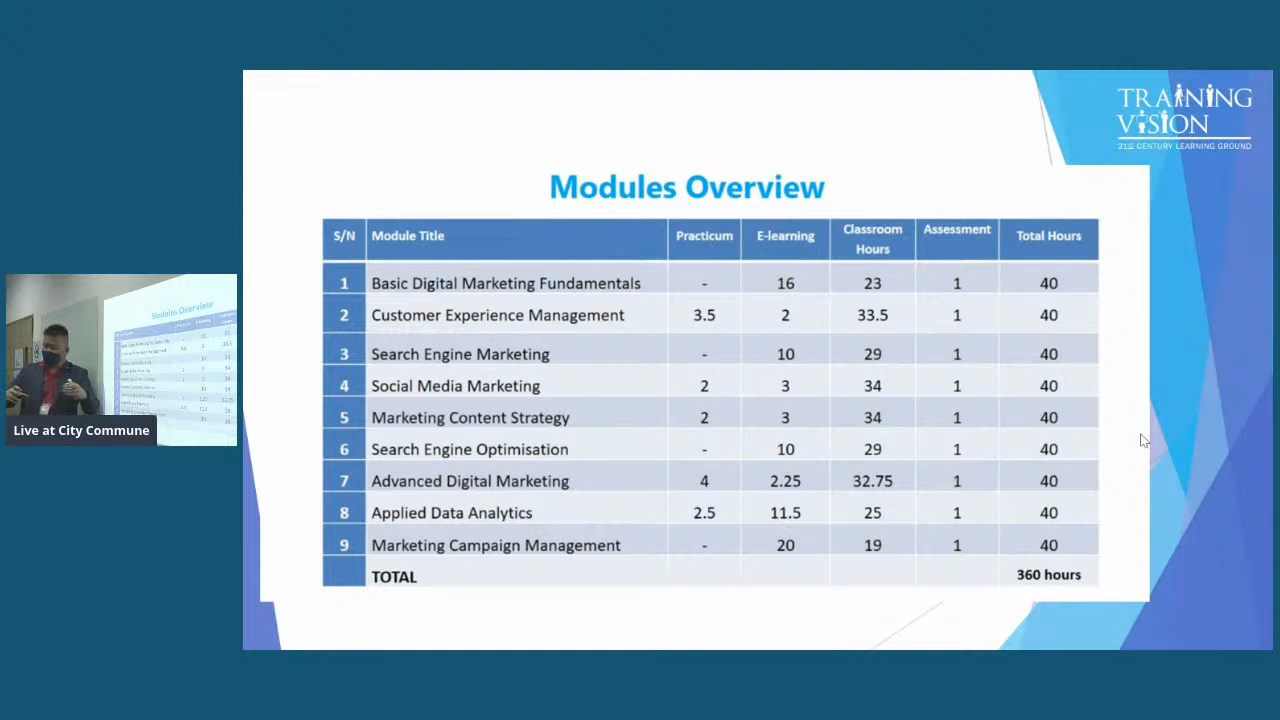 TRAINING
VISION
21ST CENTURY LEARNING GROUND
Modules Overview
S/N Module Title Practicum E-learning Classroom Hours Assessment Total Hours
1 Basic Digital Marketing Fundamentals - 16 23 1 40
2 Customer Experience Management 3.5 2 33.5 1 40
3 Search Engine Marketing - 10 29 1 40
4 Social Media Marketing 2 3 34 1 40
5 Marketing Content Strategy 2 3 34 1 40
6 Search Engine Optimisation - 10 29 1 40
7 Advanced Digital Marketing 4 2.25 32.75 1 40
8 Applied Data Analytics 2.5 11.5 25 1 40
9 Marketing Campaign Management - 20 19 1 40
TOTAL 360 hours
Modules Overview
Live at City Commune